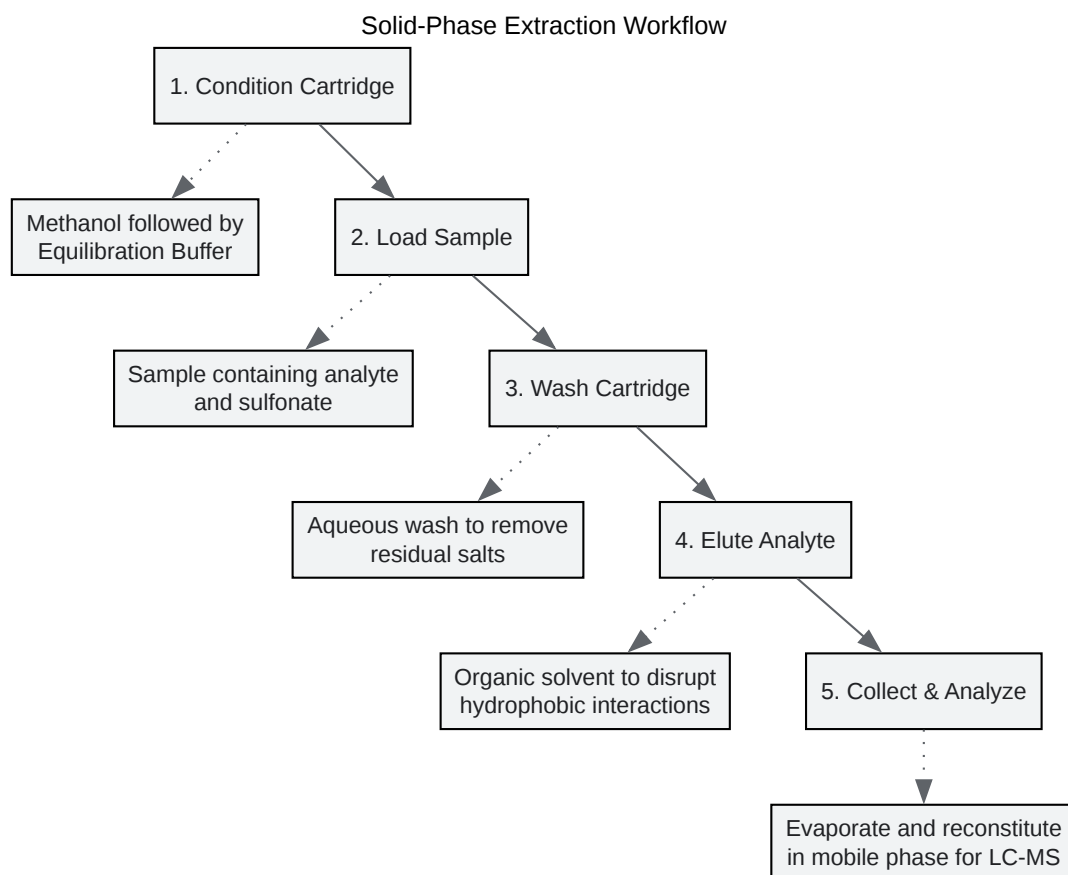 Solid-Phase Extraction Workflow
1. Condition Cartridge
Methanol followed by
Equilibration Buffer
2. Load Sample
Sample containing analyte
and sulfonate
3. Wash Cartridge
Aqueous wash to remove
residual salts
4. Elute Analyte
Organic solvent to disrupt
hydrophobic interactions
5. Collect & Analyze
Evaporate and reconstitute
in mobile phase for LC-MS